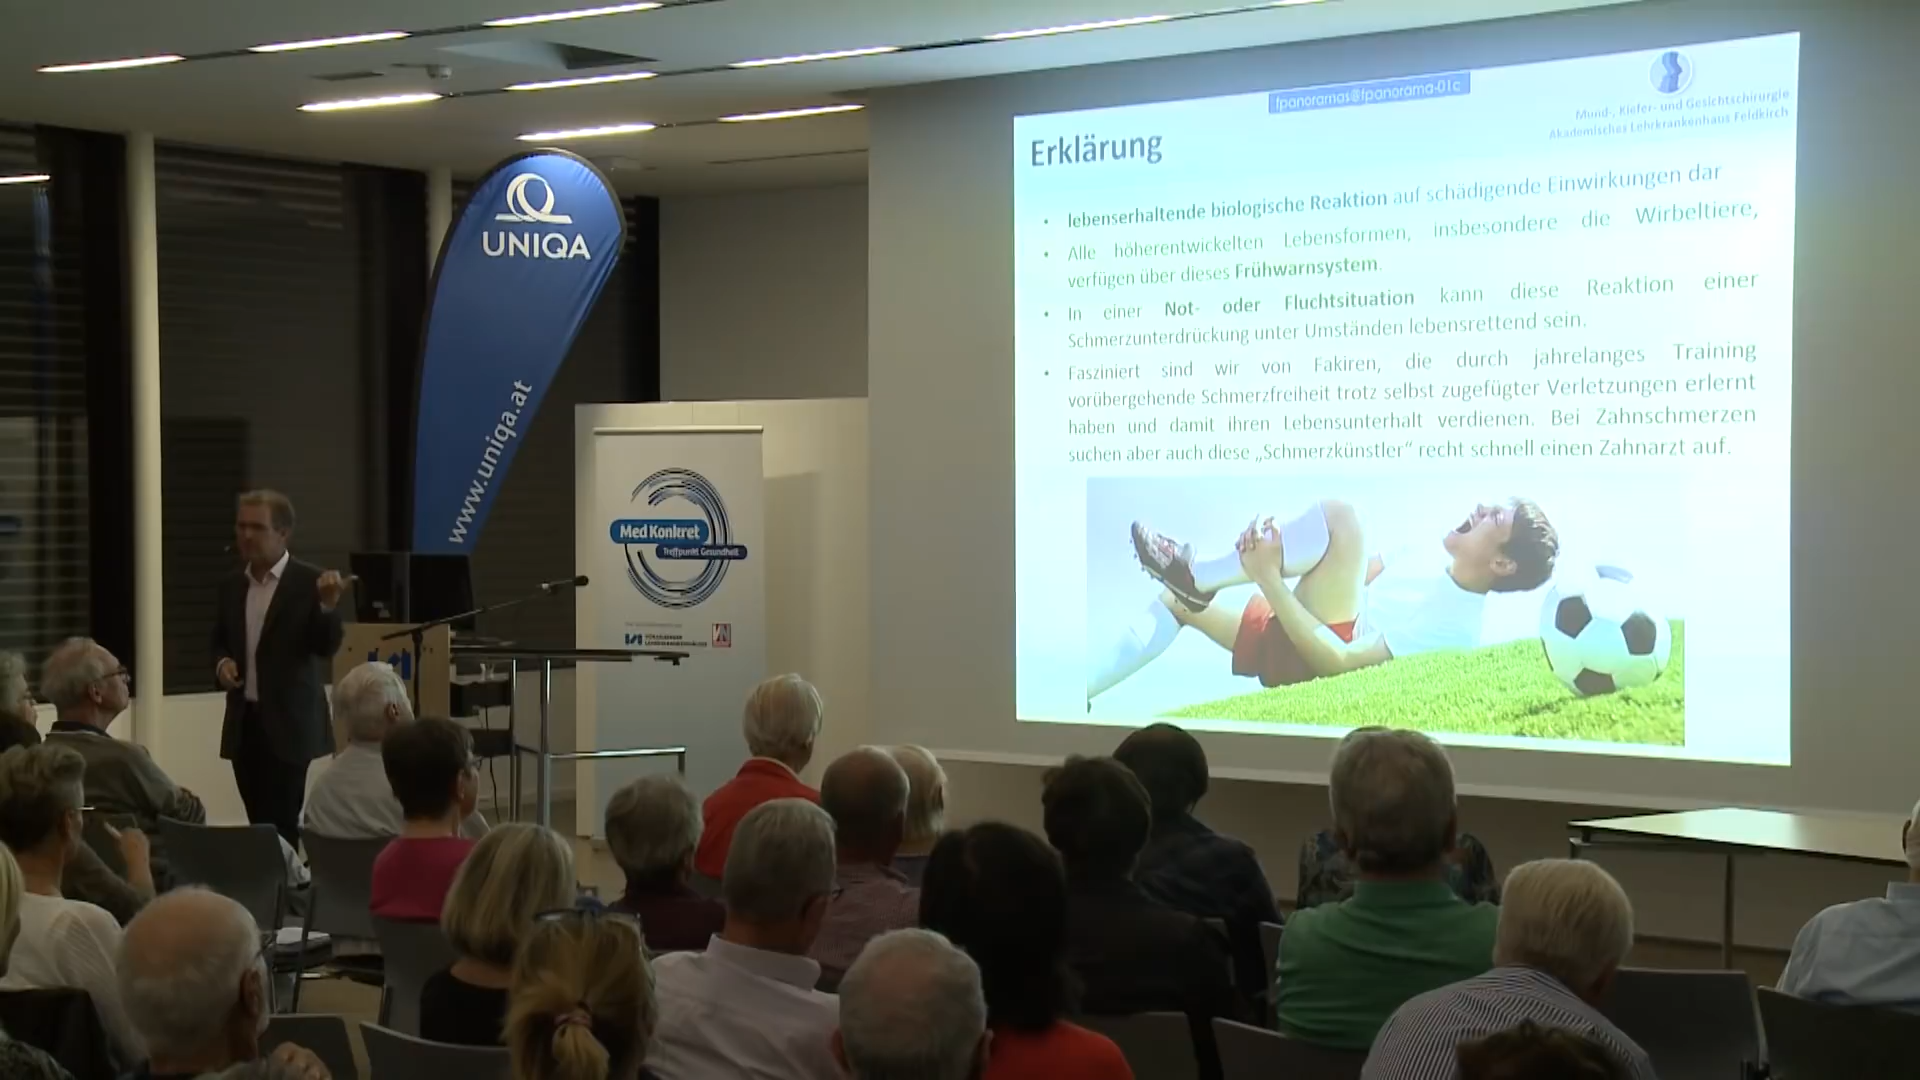 UNIQA
www.uniqa.at
Med Konkret
Treffpunkt Gesundheit
fpanoramas@fpanorama-01c
Mund-, Kiefer- und Gesichtschirurgie
Akademisches Lehrkrankenhaus Feldkirch
Erklärung
• lebenserhaltende biologische Reaktion auf schädigende Einwirkungen dar
• Alle höherentwickelten Lebensformen, insbesondere die Wirbeltiere,
verfügen über dieses Frühwarnsystem.
• In einer Not- oder Fluchtsituation kann diese Reaktion einer
Schmerzunterdrückung unter Umständen lebensrettend sein.
• Fasziniert sind wir von Fakiren, die durch jahrelanges Training
vorübergehende Schmerzfreiheit trotz selbst zugefügter Verletzungen erlernt
haben und damit ihren Lebensunterhalt verdienen. Bei Zahnschmerzen
suchen aber auch diese „Schmerzkünstler“ recht schnell einen Zahnarzt auf.